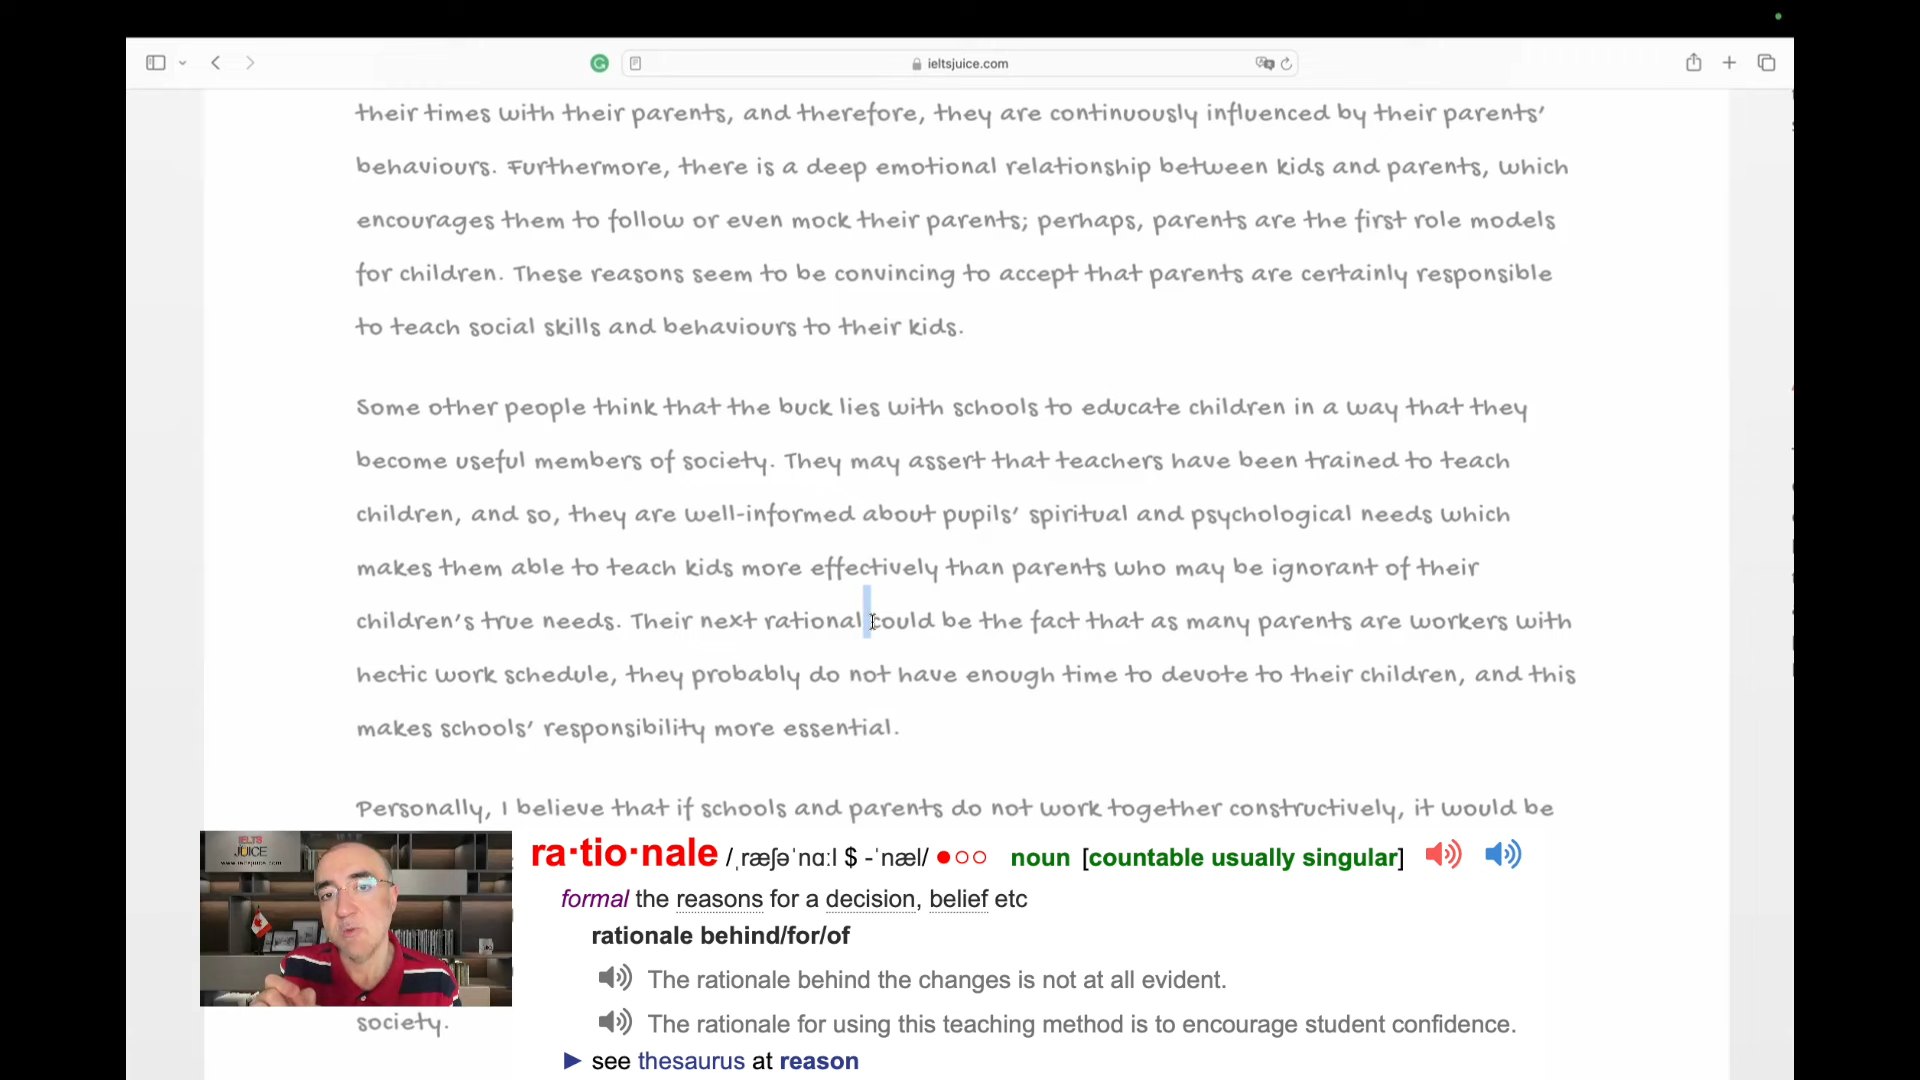 ieltsjuice.com
their times with their parents, and therefore, they are continuously influenced by their parents'
behaviours. Furthermore, there is a deep emotional relationship between kids and parents, which
encourages them to follow or even mock their parents; perhaps, parents are the first role models
for children. These reasons seem to be convincing to accept that parents are certainly responsible
to teach social skills and behaviours to their kids.
Some other people think that the buck lies with schools to educate children in a way that they
become useful members of society. They may assert that teachers have been trained to teach
children, and so, they are well-informed about pupils' spiritual and psychological needs which
makes them able to teach kids more effectively than parents who may be ignorant of their
children's true needs. Their next rational could be the fact that as many parents are workers with
hectic work schedule, they probably do not have enough time to devote to their children, and this
makes schools' responsibility more essential.
Personally, I believe that if schools and parents do not work together constructively, it would be
IELTS
JUICE
www.ieltsjuice.com
ra·tio·nale /ˌræʃəˈnɑːl $ -ˈnæl/ ●○○ noun [countable usually singular]
formal the reasons for a decision, belief etc
rationale behind/for/of
The rationale behind the changes is not at all evident.
The rationale for using this teaching method is to encourage student confidence.
► see thesaurus at reason
society.